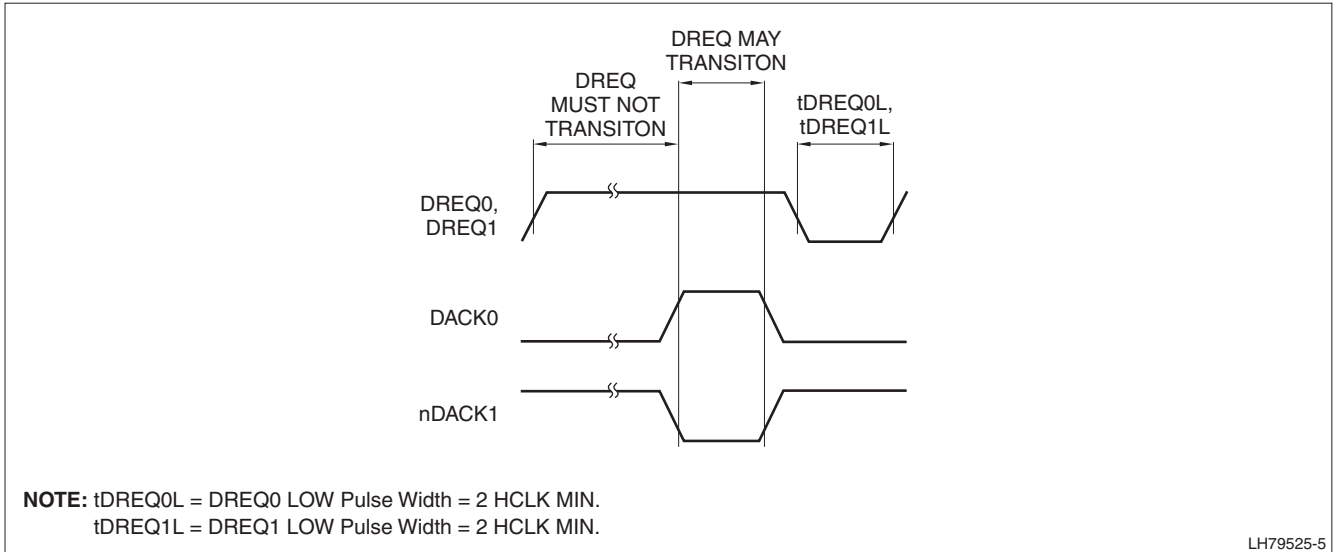 DREQ MAY
TRANSITON
DREQ
MUST NOT
TRANSITON
tDREQ0L,
tDREQ1L
DREQ0,
DREQ1
DACK0
nDACK1
NOTE: tDREQ0L = DREQ0 LOW Pulse Width = 2 HCLK MIN.
tDREQ1L = DREQ1 LOW Pulse Width = 2 HCLK MIN.
LH79525-5